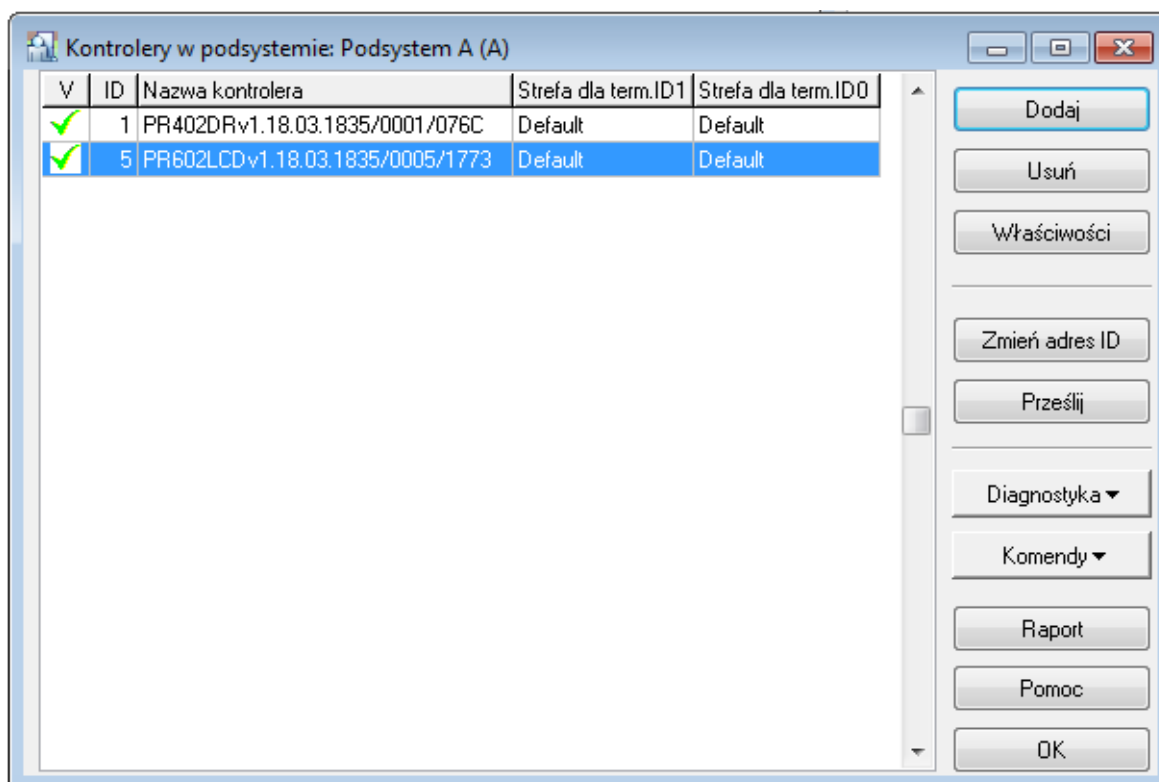 Kontrolery w podsystemie: Podsystem A (A)
V ID Nazwa kontrolera Strefa dla term.ID1 Strefa dla term.ID0
1 PR402DRv1.18.03.1835/0001/076C Default Default
5 PR602LCDv1.18.03.1835/0005/1773 Default Default
Dodaj
Usuń
Właściwości
Zmień adres ID
Prześlij
Diagnostyka
Komendy
Raport
Pomoc
OK